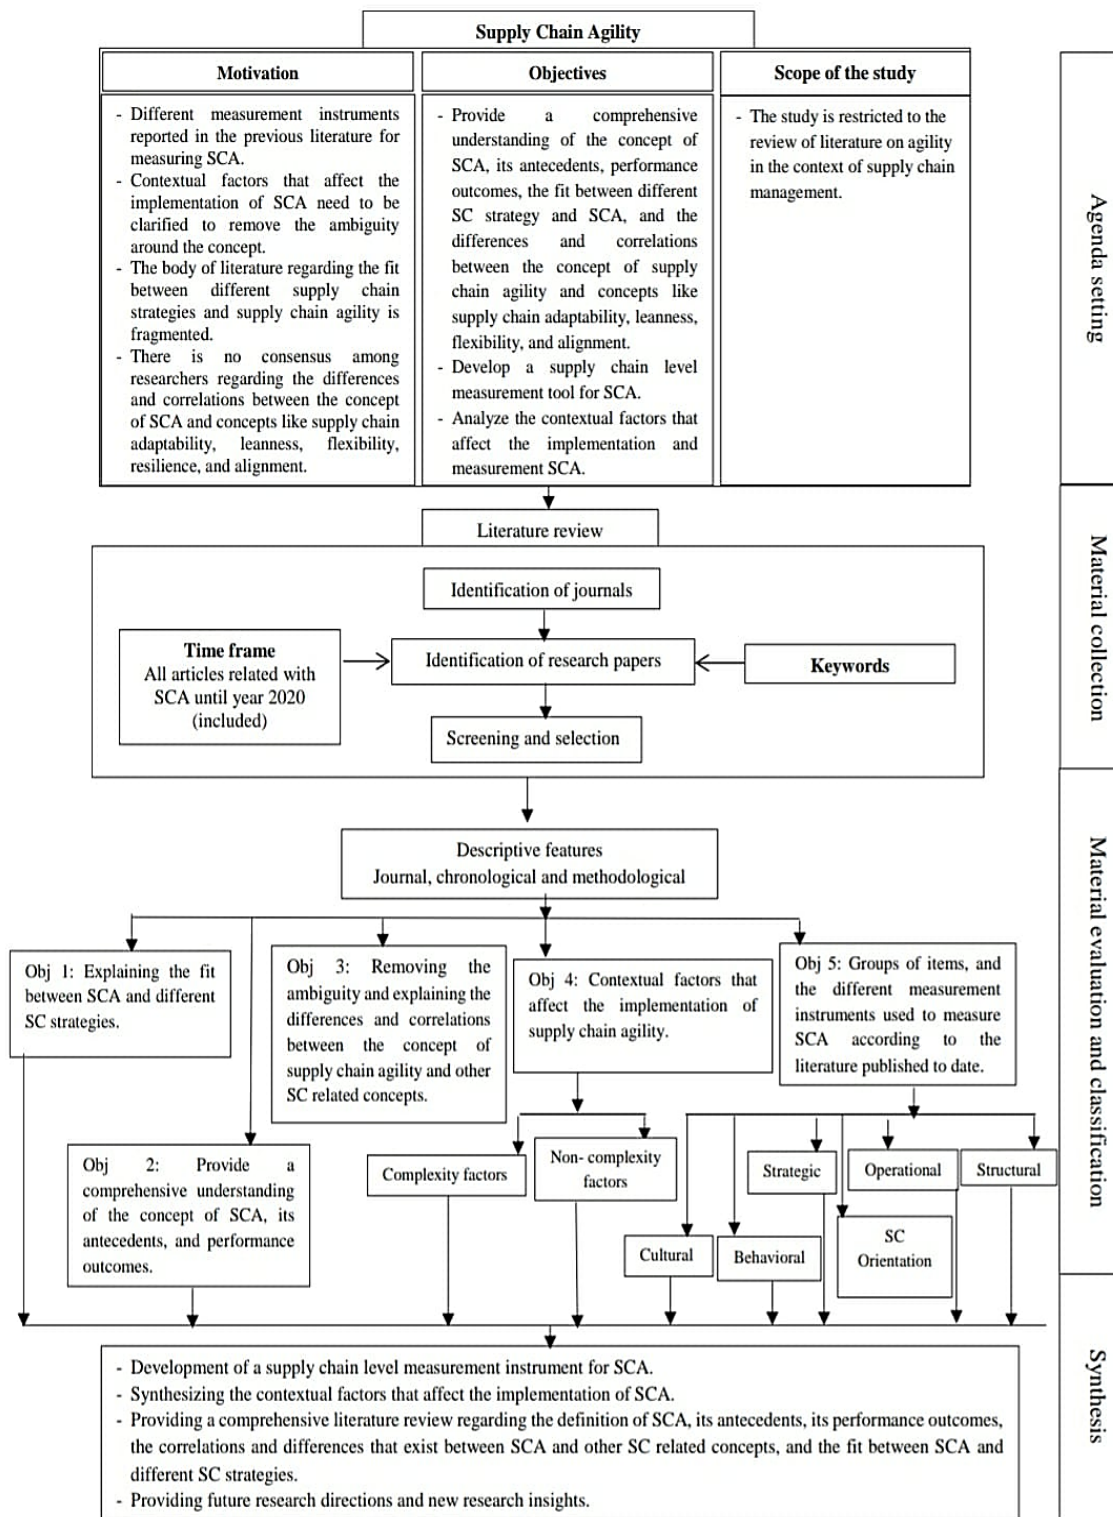 Supply Chain Agility
Motivation
- Different measurement instruments
reported in the previous literature for
measuring SCA.
- Contextual factors that affect the
implementation of SCA need to be
clarified to remove the ambiguity
around the concept.
- The body of literature regarding the fit
between different supply chain
strategies and supply chain agility is
fragmented.
- There is no consensus among
researchers regarding the differences
and correlations between the concept
of SCA and concepts like supply chain
adaptability, leanness, flexibility,
resilience, and alignment.
Objectives
- Provide a comprehensive
understanding of the concept of
SCA, its antecedents, performance
outcomes, the fit between different
SC strategy and SCA, and the
differences and correlations
between the concept of supply
chain agility and concepts like
supply chain adaptability, leanness,
flexibility, and alignment.
- Develop a supply chain level
measurement tool for SCA.
- Analyze the contextual factors that
affect the implementation and
measurement SCA.
Scope of the study
- The study is restricted to the
review of literature on agility
in the context of supply chain
management.
Agenda setting
Literature review
Identification of journals
Time frame
All articles related with
SCA until year 2020
(included)
Identification of research papers
Keywords
Screening and selection
Material collection
Descriptive features
Journal, chronological and methodological
Obj 1: Explaining the fit
between SCA and different
SC strategies.
Obj 2: Provide a
comprehensive understanding
of the concept of SCA, its
antecedents, and performance
outcomes.
Obj 3: Removing the
ambiguity and explaining the
differences and correlations
between the concept of
supply chain agility and other
SC related concepts.
Obj 4: Contextual factors that
affect the implementation of
supply chain agility.
Obj 5: Groups of items, and
the different measurement
instruments used to measure
SCA according to the
literature published to date.
Complexity factors
Non- complexity
factors
Strategic
Operational
Structural
Cultural
Behavioral
SC
Orientation
Material evaluation and classification
- Development of a supply chain level measurement instrument for SCA.
- Synthesizing the contextual factors that affect the implementation of SCA.
- Providing a comprehensive literature review regarding the definition of SCA, its antecedents, its performance outcomes,
the correlations and differences that exist between SCA and other SC related concepts, and the fit between SCA and
different SC strategies.
- Providing future research directions and new research insights.
Synthesis